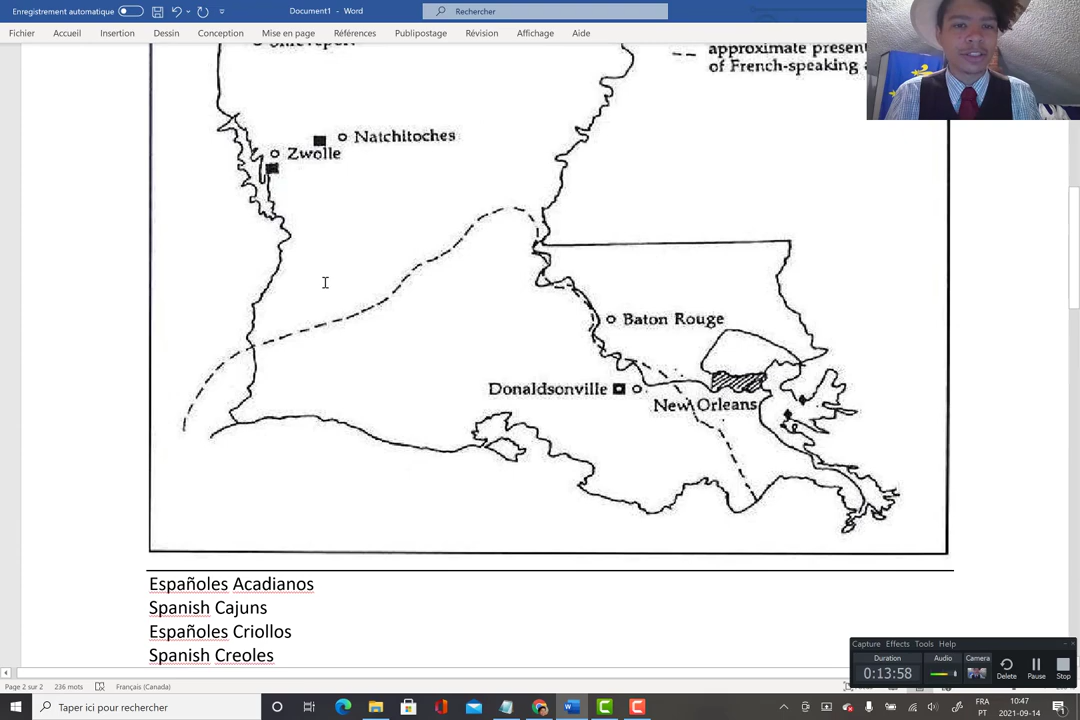 Enregistrement automatique
Document1 - Word
Rechercher
Fichier Accueil Insertion Dessin Conception Mise en page Références Publipostage Révision Affichage Aide
Shreveport
approximate present
of French-speaking
Natchitoches
Zwolle
Baton Rouge
Donaldsonville
New Orleans
Españoles Acadianos
Spanish Cajuns
Españoles Criollos
Spanish Creoles
Capture Effects Tools Help
Duration Audio Camera
0:13:58
Delete Pause Stop
Page 2 sur 2 236 mots Français (Canada)
Taper ici pour rechercher
FRA 10:47
PT 2021-09-14